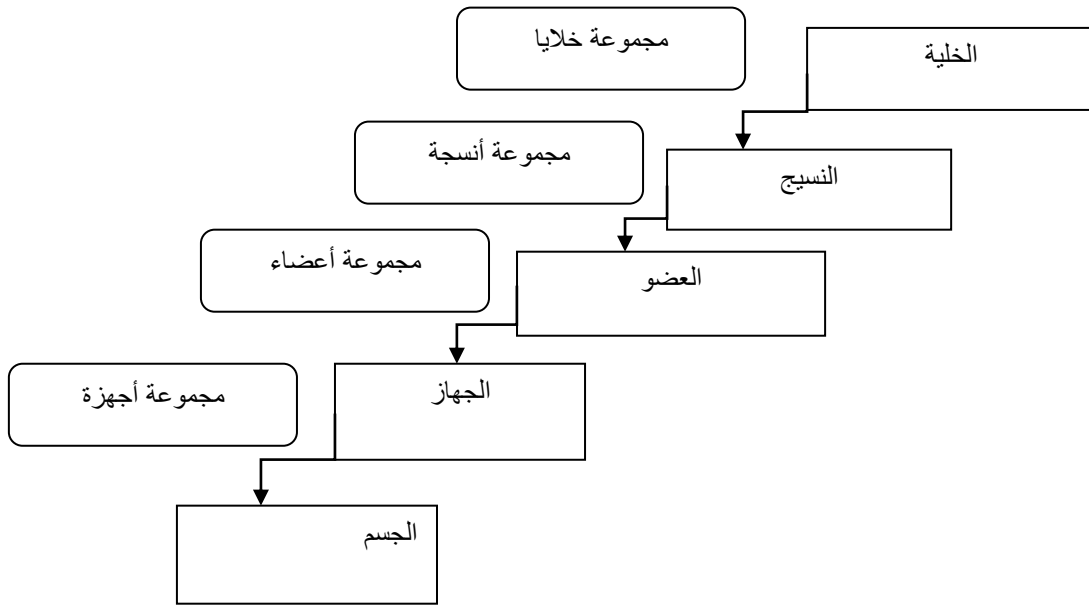 الخلية
مجموعة خلايا
النسيج
مجموعة أنسجة
العضو
مجموعة أعضاء
الجهاز
مجموعة أجهزة
الجسم